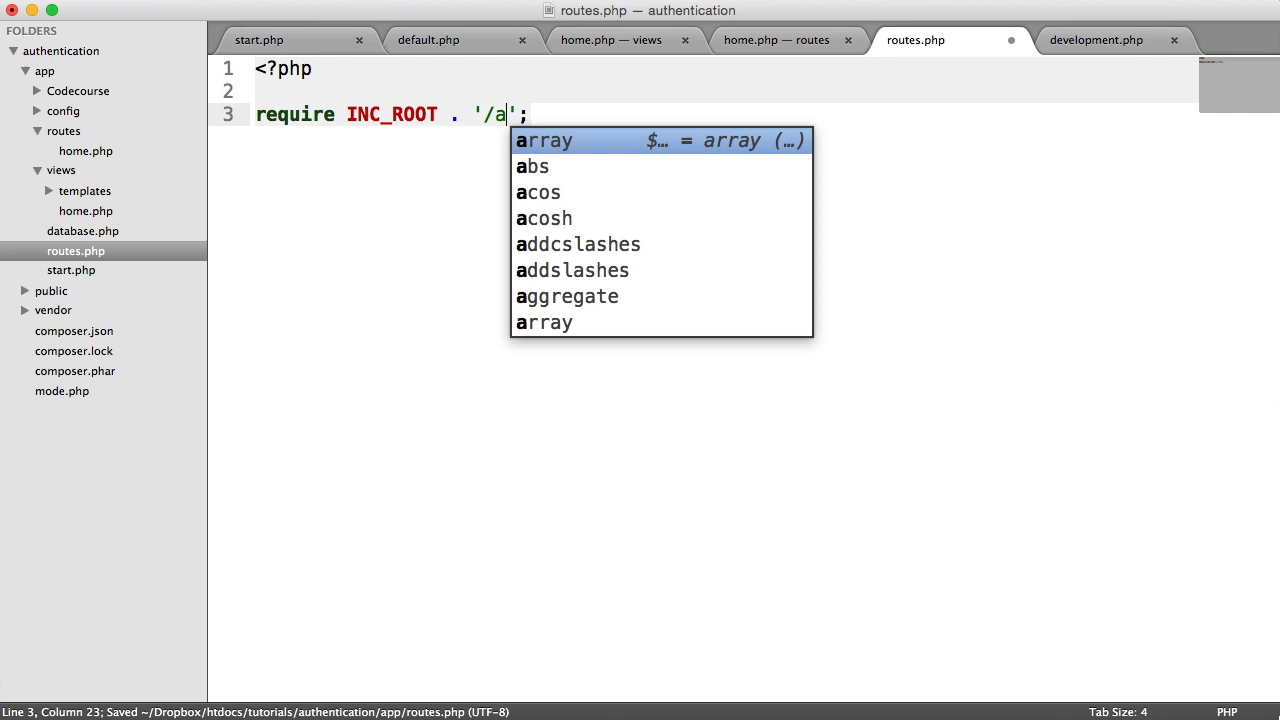 routes.php — authentication
FOLDERS
authentication
app
Codecourse
config
routes
home.php
views
templates
home.php
database.php
routes.php
start.php
public
vendor
composer.json
composer.lock
composer.phar
mode.php
start.php × default.php × home.php — views × home.php — routes × routes.php development.php ×
1 <?php
2
3 require INC_ROOT . '/a';
array $… = array (…)
abs
acos
acosh
addcslashes
addslashes
aggregate
array
Line 3, Column 23; Saved ~/Dropbox/htdocs/tutorials/authentication/app/routes.php (UTF-8) Tab Size: 4 PHP